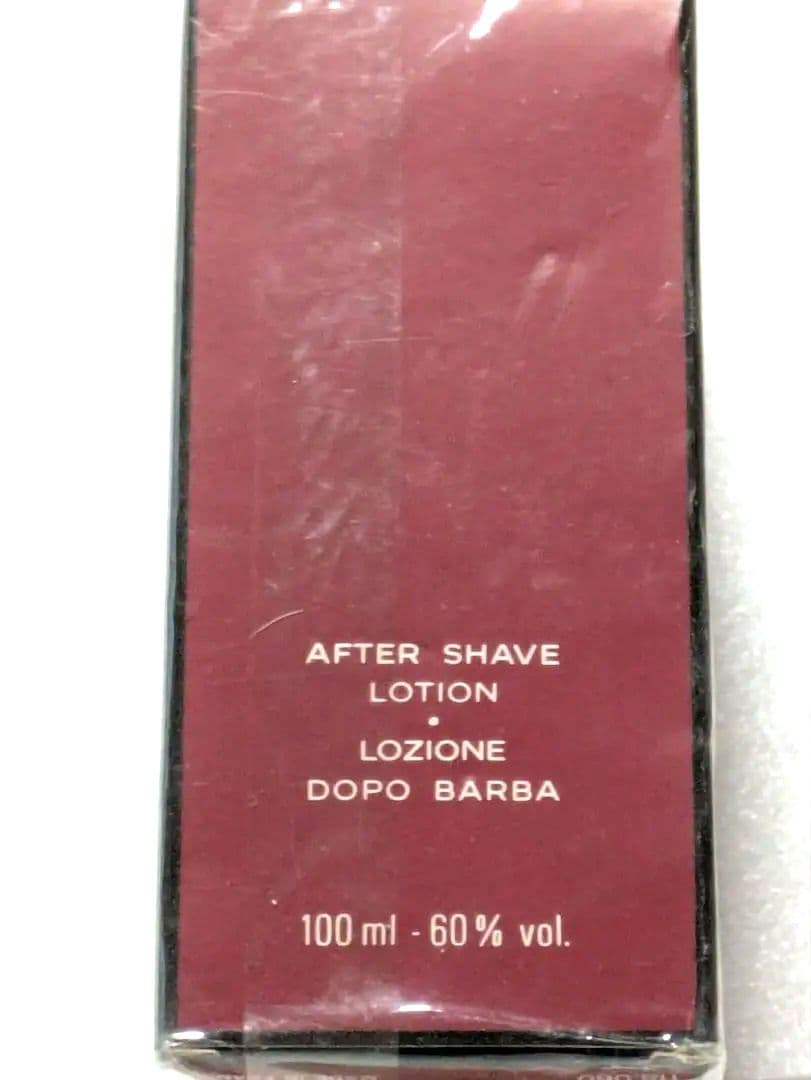 AFTER SHAVE
LOTION
•
LOZIONE
DOPO BARBA
100 ml - 60% vol.